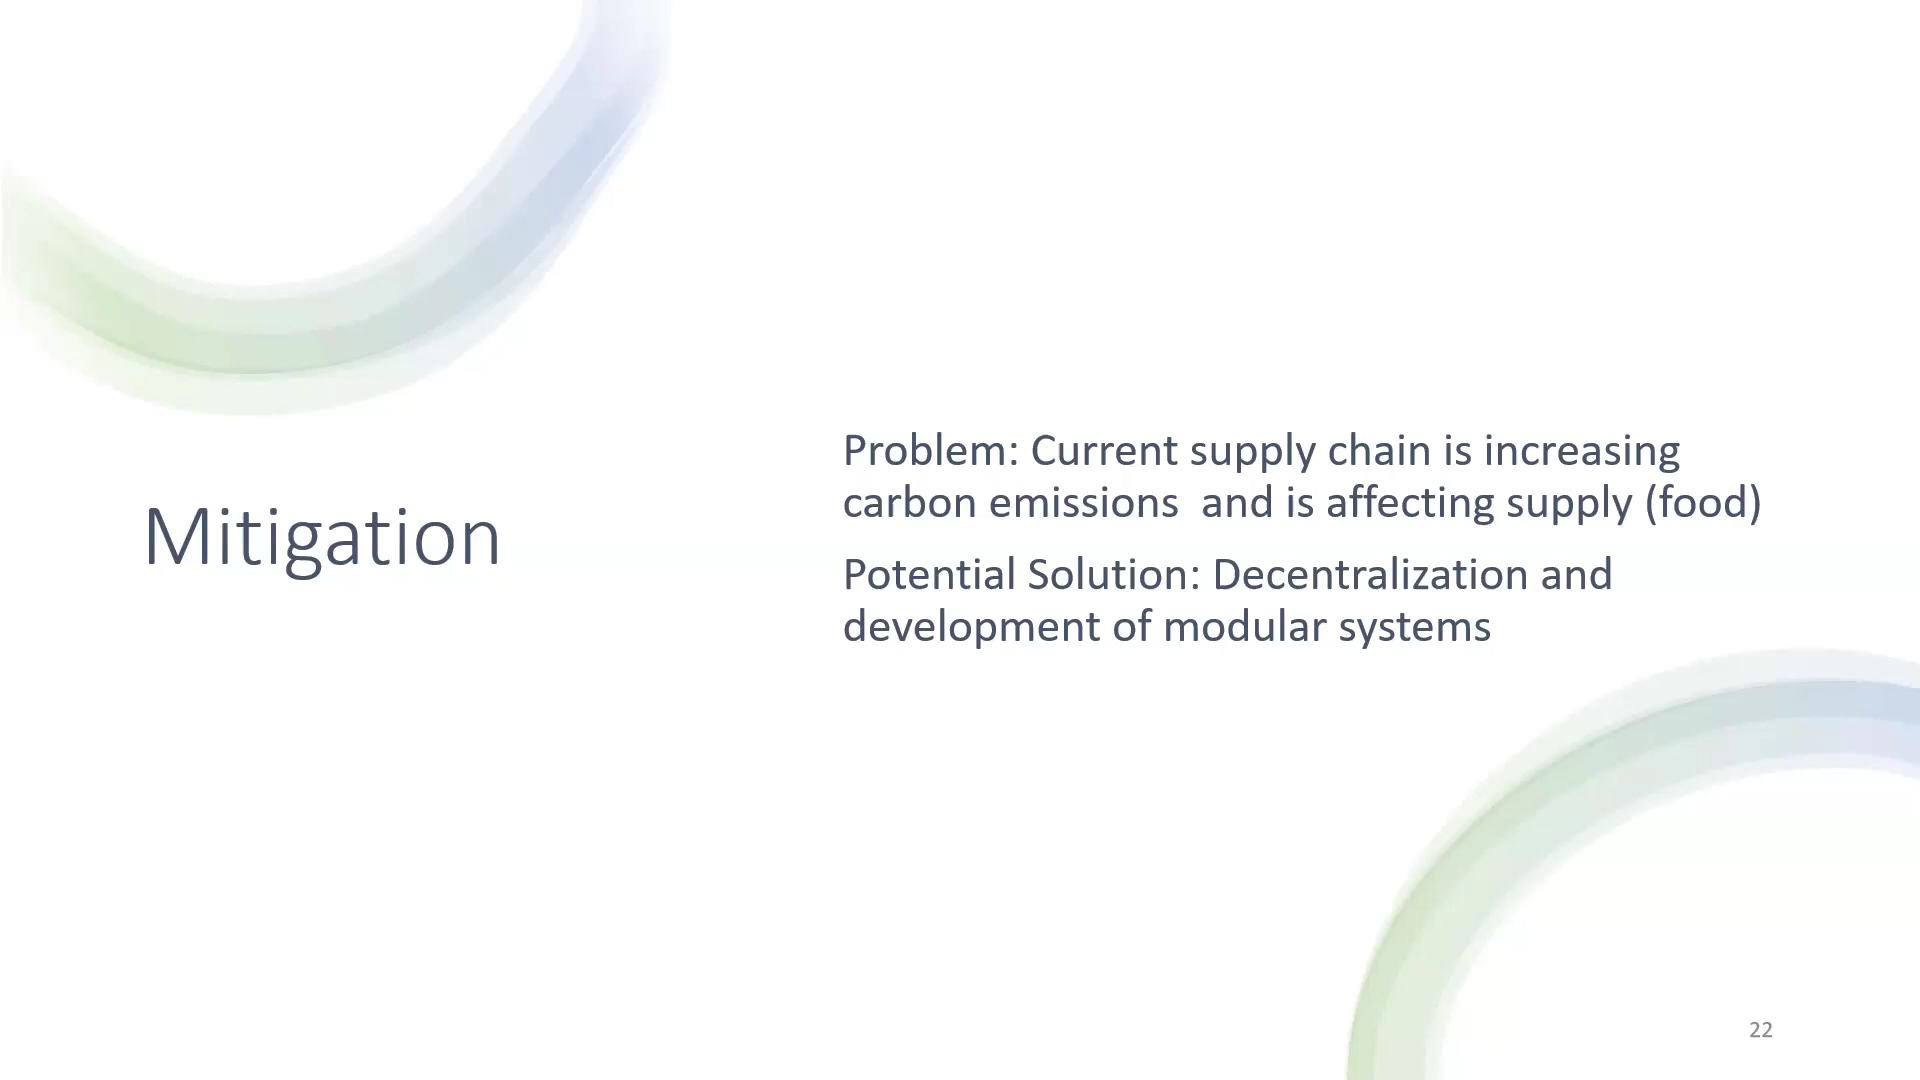 Mitigation
Problem: Current supply chain is increasing
carbon emissions  and is affecting supply (food)
Potential Solution: Decentralization and
development of modular systems
22